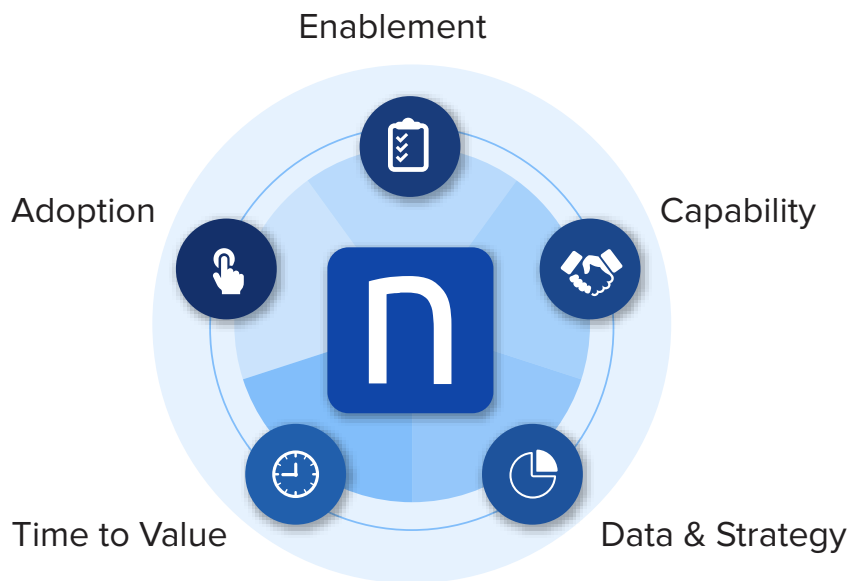 Enablement
Adoption
Capability
n
Time to Value
Data & Strategy